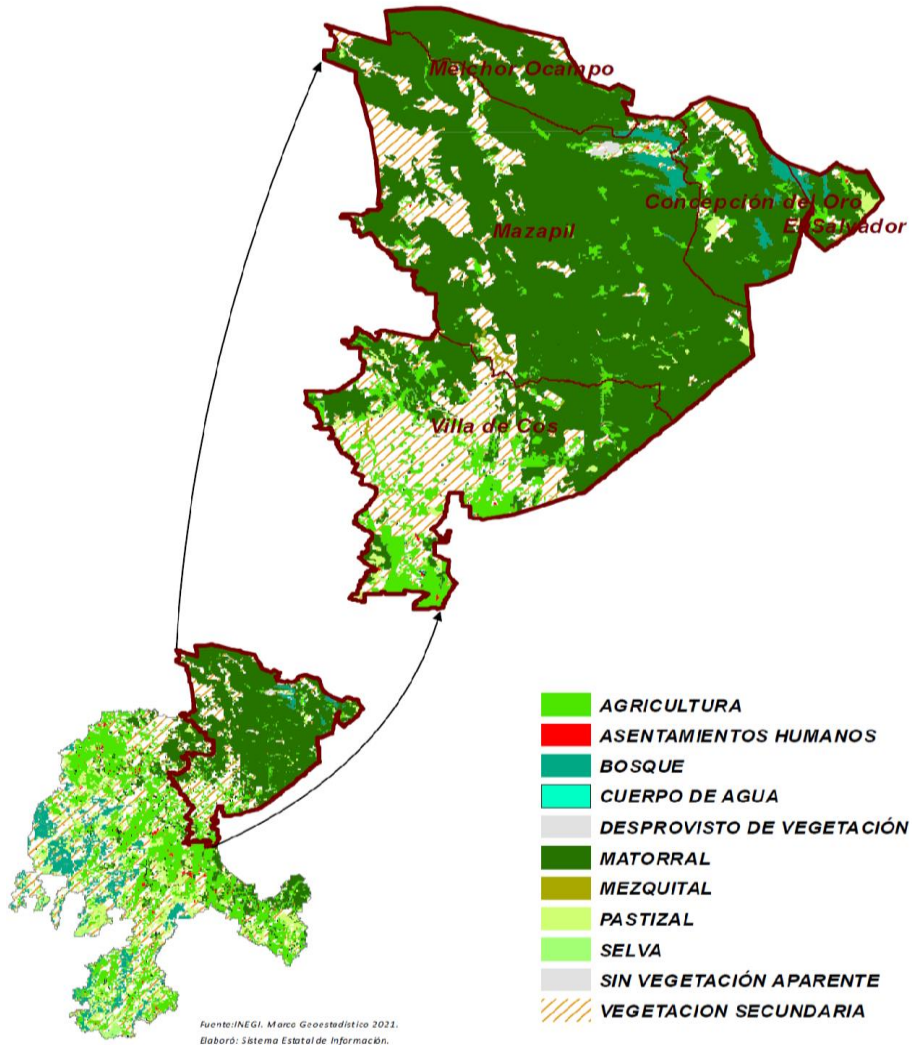 Melchor Ocampo
Concepción del Oro
El Salvador
Mazapil
Villa de Cos
AGRICULTURA
ASENTAMIENTOS HUMANOS
BOSQUE
CUERPO DE AGUA
DESPROVISTO DE VEGETACIÓN
MATORRAL
MEZQUITAL
PASTIZAL
SELVA
SIN VEGETACIÓN APARENTE
VEGETACION SECUNDARIA
Fuente:INEGI. Marco Geoestadístico 2021.
Elaboró: Sistema Estatal de Información.